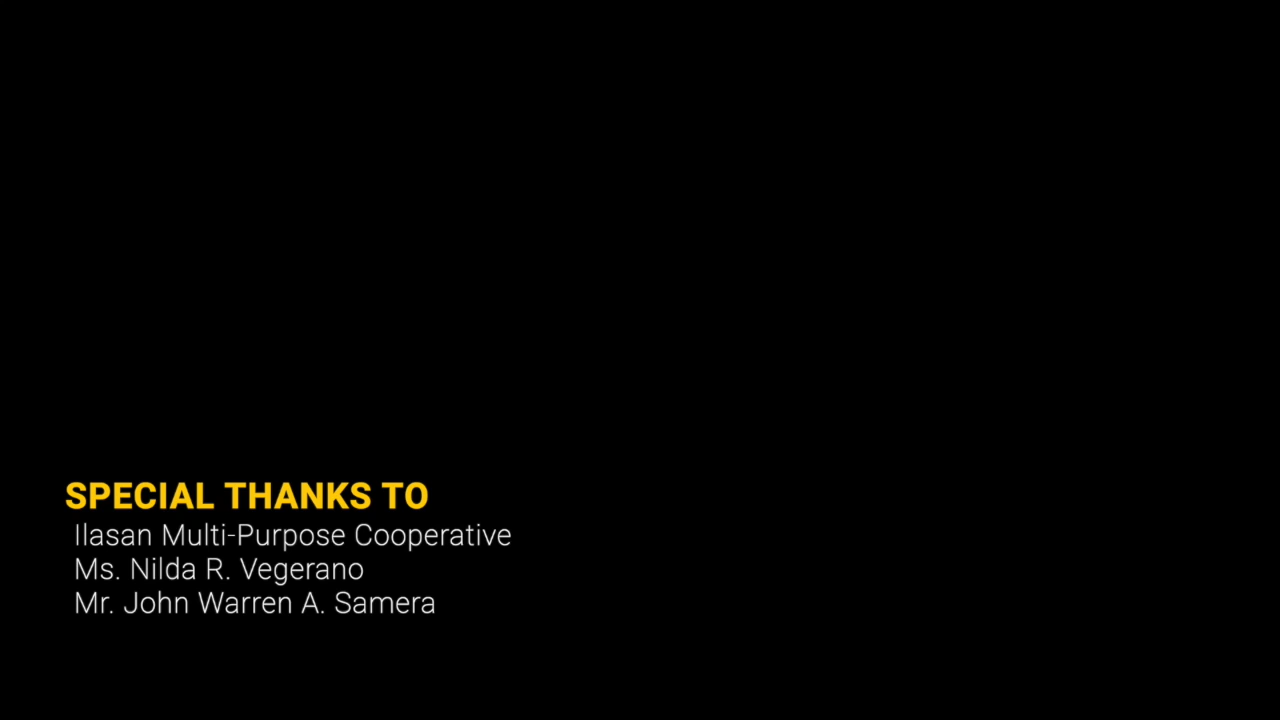 SPECIAL THANKS TO
Ilasan Multi-Purpose Cooperative
Ms. Nilda R. Vegerano
Mr. John Warren A. Samera